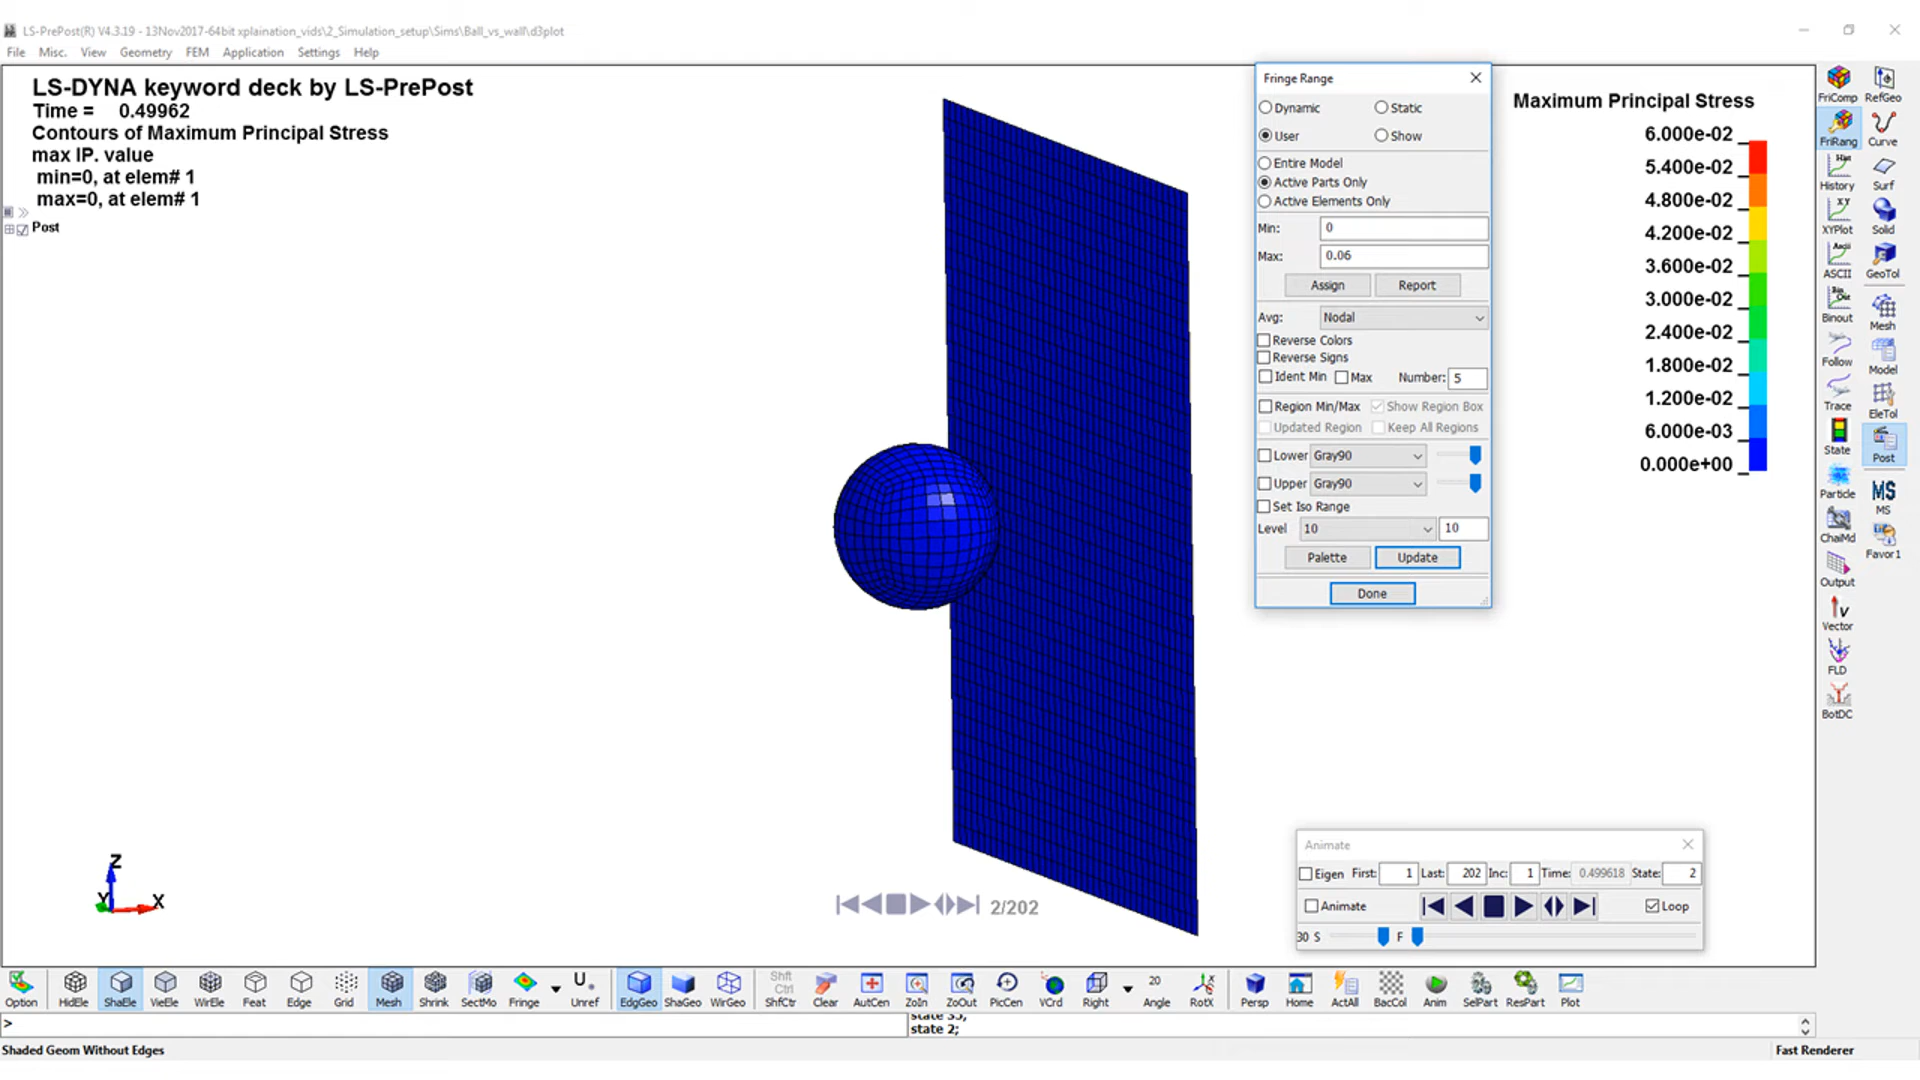 LS-PrePost(R) V4.3.19 - 13Nov2017-64bit xplaination_vids\2_Simulation_setup\Sims\Ball_vs_wall\d3plot
File Misc. View Geometry FEM Application Settings Help
LS-DYNA keyword deck by LS-PrePost
Time = 0.49962
Contours of Maximum Principal Stress
max IP. value
min=0, at elem# 1
max=0, at elem# 1
Post
Fringe Range
Dynamic Static
User Show
Entire Model
Active Parts Only
Active Elements Only
Min: 0
Max: 0.06
Assign Report
Avg: Nodal
Reverse Colors
Reverse Signs
Ident Min Max Number: 5
Region Min/Max Show Region Box
Updated Region Keep All Regions
Lower Gray90
Upper Gray90
Set Iso Range
Level 10 10
Palette Update
Done
Maximum Principal Stress
6.000e-02
5.400e-02
4.800e-02
4.200e-02
3.600e-02
3.000e-02
2.400e-02
1.800e-02
1.200e-02
6.000e-03
0.000e+00
FriComp RefGeo
FriRang Curve
Hist
History Surf
XY
XYPlot Solid
Ascii
ASCII GeoTol
Bin Out
Binout Mesh
Follow Model
Trace EleTol
State Post
Particle MS
MS
ChaiMd Favor1
Output
V
Vector
FLD
BotDC
Z
Y X
2/202
Animate
Eigen First: 1 Last: 202 Inc: 1 Time: 0.499618 State: 2
Animate Loop
30 S F
Option HidEle ShaEle VieEle WirEle Feat Edge Grid Mesh Shrink SectMo Fringe U. Unref EdgGeo ShaGeo WirGeo Shft Ctrl ShfCtr Clear AutCen ZoIn ZoOut PicCen VCrd Right 20 Angle RotX Persp Home ActAll BacCol Anim SelPart ResPart Plot
>
state 35;
state 2;
Shaded Geom Without Edges Fast Renderer